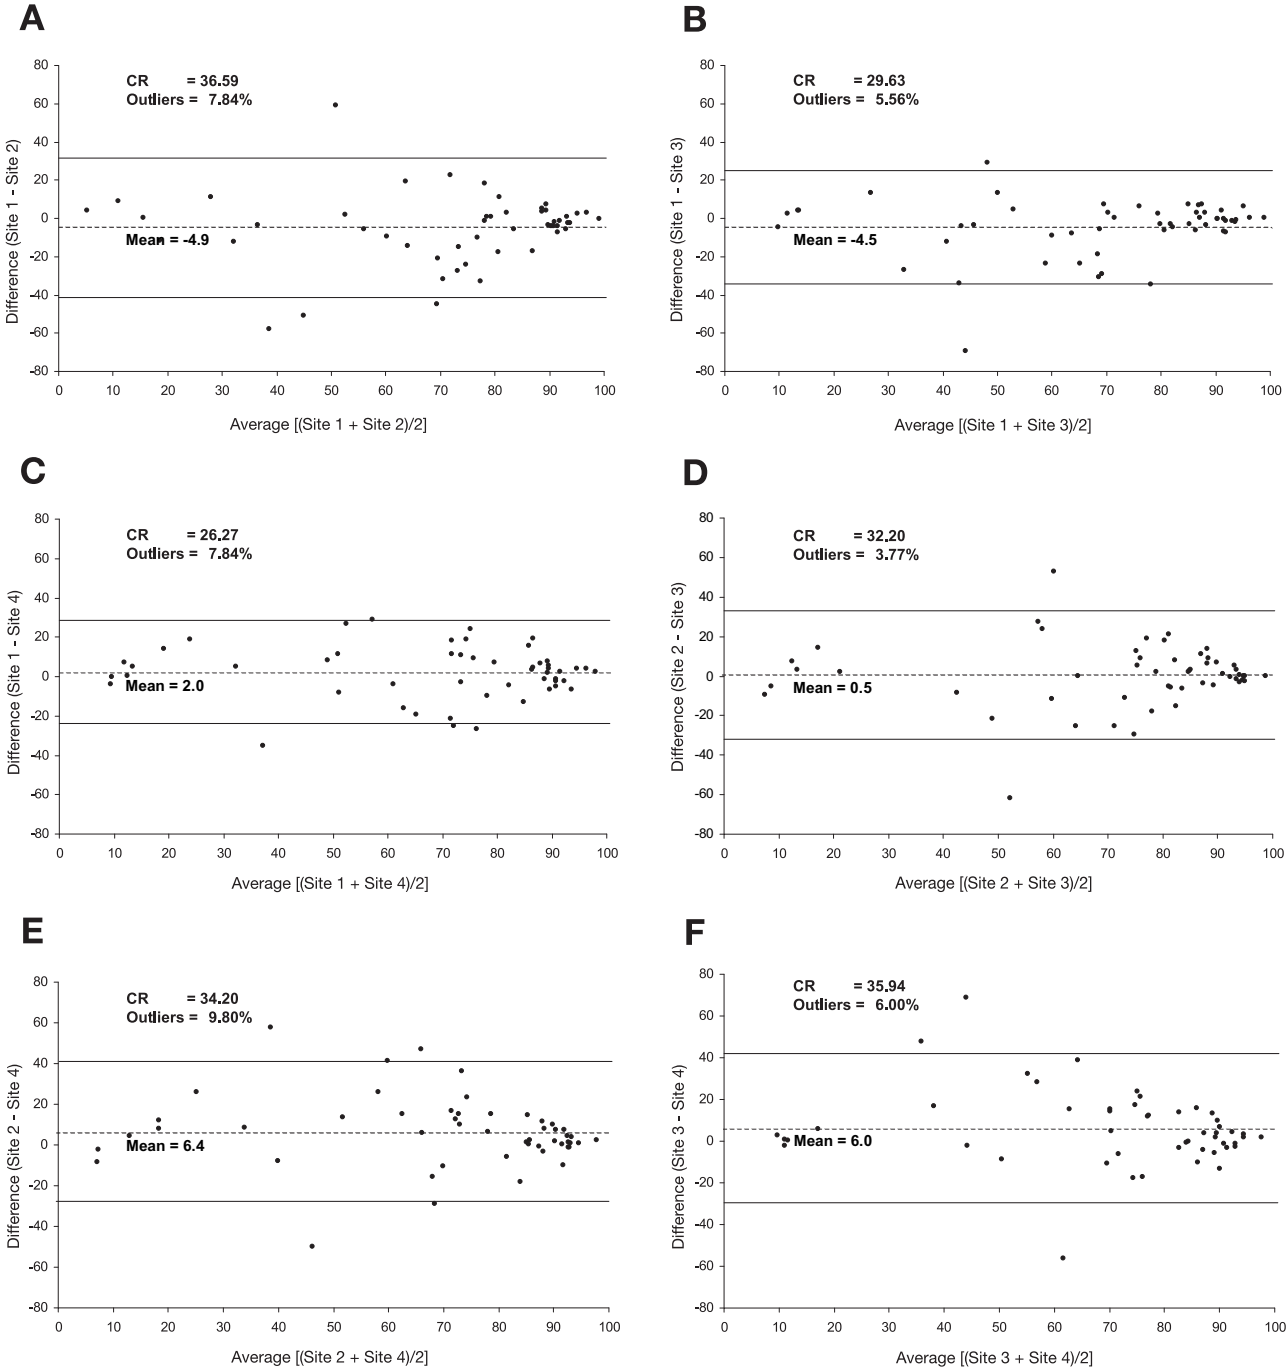 A
CR = 36.59
Outliers = 7.84%
Mean = -4.9
Difference (Site 1 - Site 2)
80
60
40
20
0
-20
-40
-60
-80
0 10 20 30 40 50 60 70 80 90 100
Average [(Site 1 + Site 2)/2]
B
CR = 29.63
Outliers = 5.56%
Mean = -4.5
Difference (Site 1 - Site 3)
80
60
40
20
0
-20
-40
-60
-80
0 10 20 30 40 50 60 70 80 90 100
Average [(Site 1 + Site 3)/2]
C
CR = 26.27
Outliers = 7.84%
Mean = 2.0
Difference (Site 1 - Site 4)
80
60
40
20
0
-20
-40
-60
-80
0 10 20 30 40 50 60 70 80 90 100
Average [(Site 1 + Site 4)/2]
D
CR = 32.20
Outliers = 3.77%
Mean = 0.5
Difference (Site 2 - Site 3)
80
60
40
20
0
-20
-40
-60
-80
0 10 20 30 40 50 60 70 80 90 100
Average [(Site 2 + Site 3)/2]
E
CR = 34.20
Outliers = 9.80%
Mean = 6.4
Difference (Site 2 - Site 4)
80
60
40
20
0
-20
-40
-60
-80
0 10 20 30 40 50 60 70 80 90 100
Average [(Site 2 + Site 4)/2]
F
CR = 35.94
Outliers = 6.00%
Mean = 6.0
Difference (Site 3 - Site 4)
80
60
40
20
0
-20
-40
-60
-80
0 10 20 30 40 50 60 70 80 90 100
Average [(Site 3 + Site 4)/2]